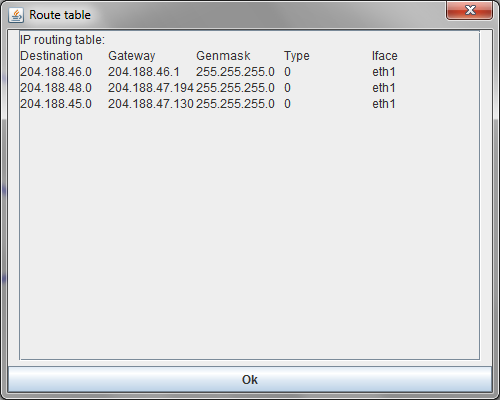 Route table
IP routing table:
Destination Gateway Genmask Type Iface
204.188.46.0 204.188.46.1 255.255.255.0 0 eth1
204.188.48.0 204.188.47.194 255.255.255.0 0 eth1
204.188.45.0 204.188.47.130 255.255.255.0 0 eth1
Ok